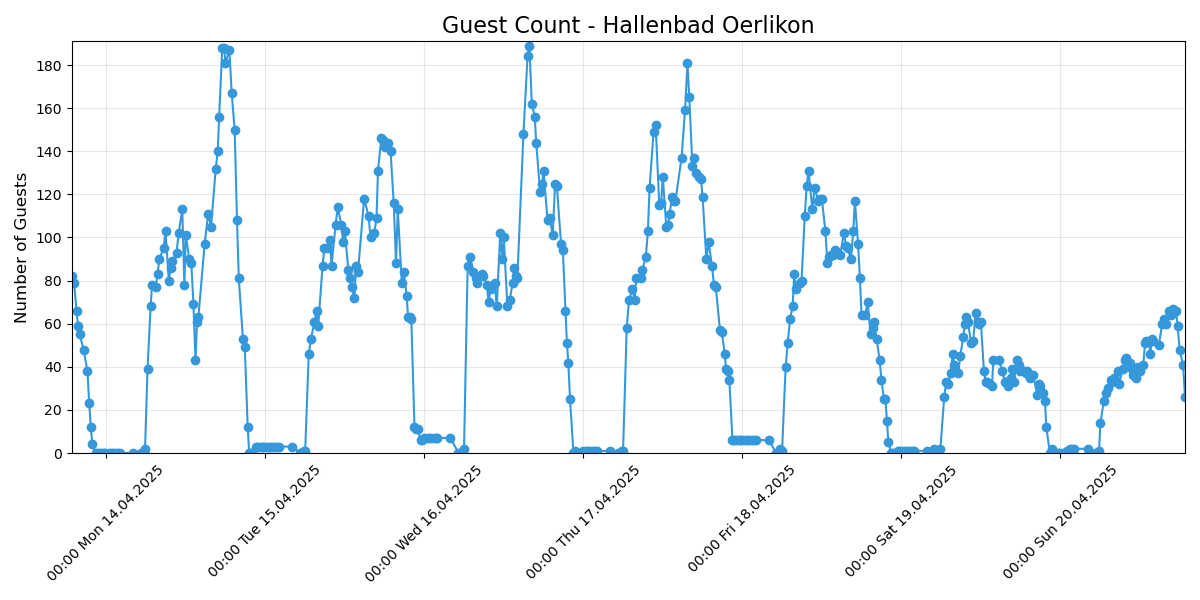 Guest Count - Hallenbad Oerlikon
Number of Guests
180
160
140
120
100
80
60
40
20
0
00:00 Mon 14.04.2025
00:00 Tue 15.04.2025
00:00 Wed 16.04.2025
00:00 Thu 17.04.2025
00:00 Fri 18.04.2025
00:00 Sat 19.04.2025
00:00 Sun 20.04.2025